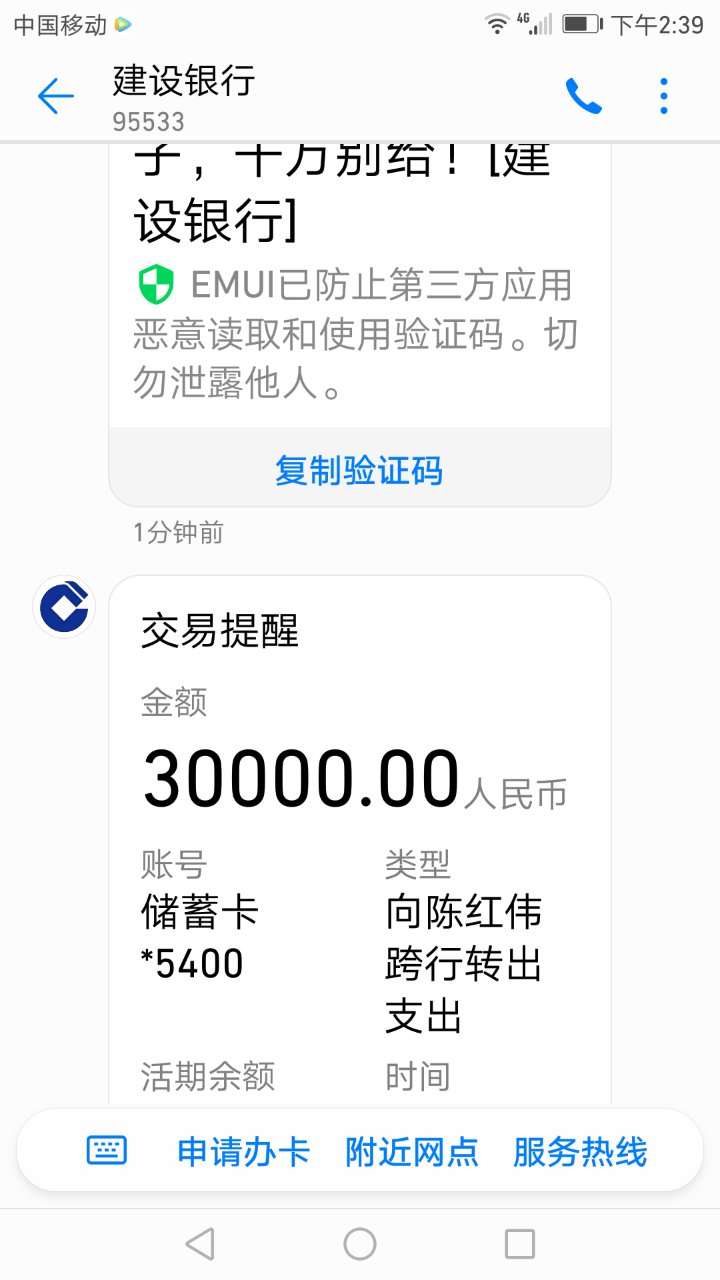 中国移动
4G
下午2:39
建设银行
95533
子，千万别给！[建
设银行]
EMUI已防止第三方应用
恶意读取和使用验证码。切
勿泄露他人。
复制验证码
1分钟前
交易提醒
金额
30000.00人民币
账号
类型
储蓄卡
向陈红伟
*5400
跨行转出
支出
活期余额
时间
申请办卡
附近网点
服务热线